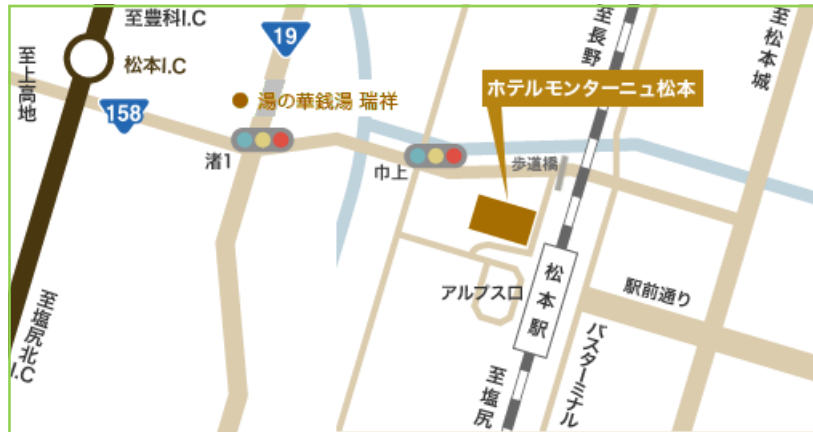 至豊科I.C
松本I.C
至上高地
158
19
湯の華銭湯 瑞祥
渚1
巾上
ホテルモンターニュ松本
至長野
至松本城
歩道橋
アルプス口
松本駅
駅前通り
バスターミナル
至塩尻
至塩尻北I.C